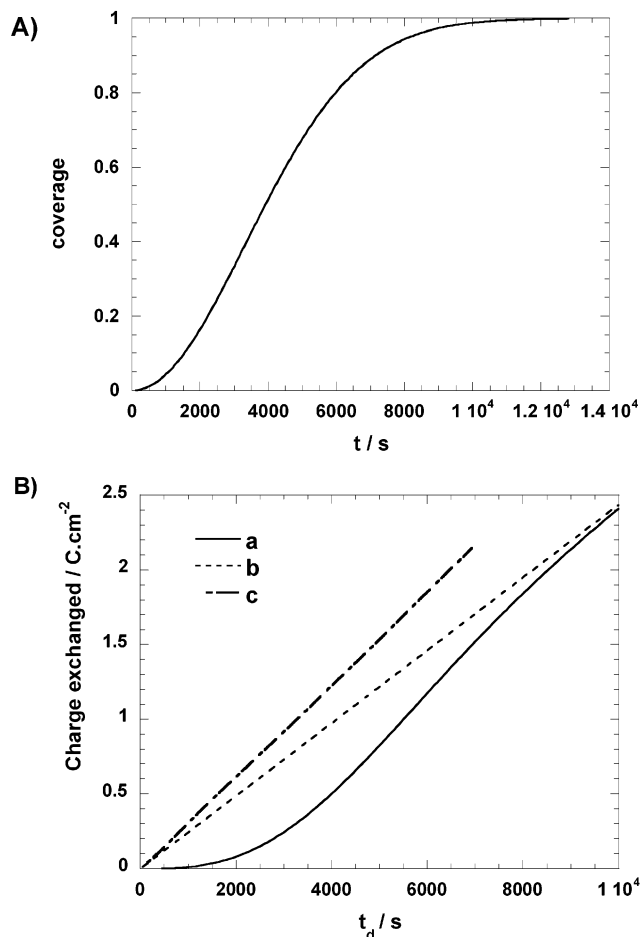 A)
1
0.8
0.6
0.4
0.2
0
coverage
0 2000 4000 6000 8000 1 10⁴ 1.2 10⁴ 1.4 10⁴
t / s
B)
2.5
2
1.5
1
0.5
0
Charge exchanged / C.cm⁻²
a
b
c
0 2000 4000 6000 8000 1 10⁴
t_d / s